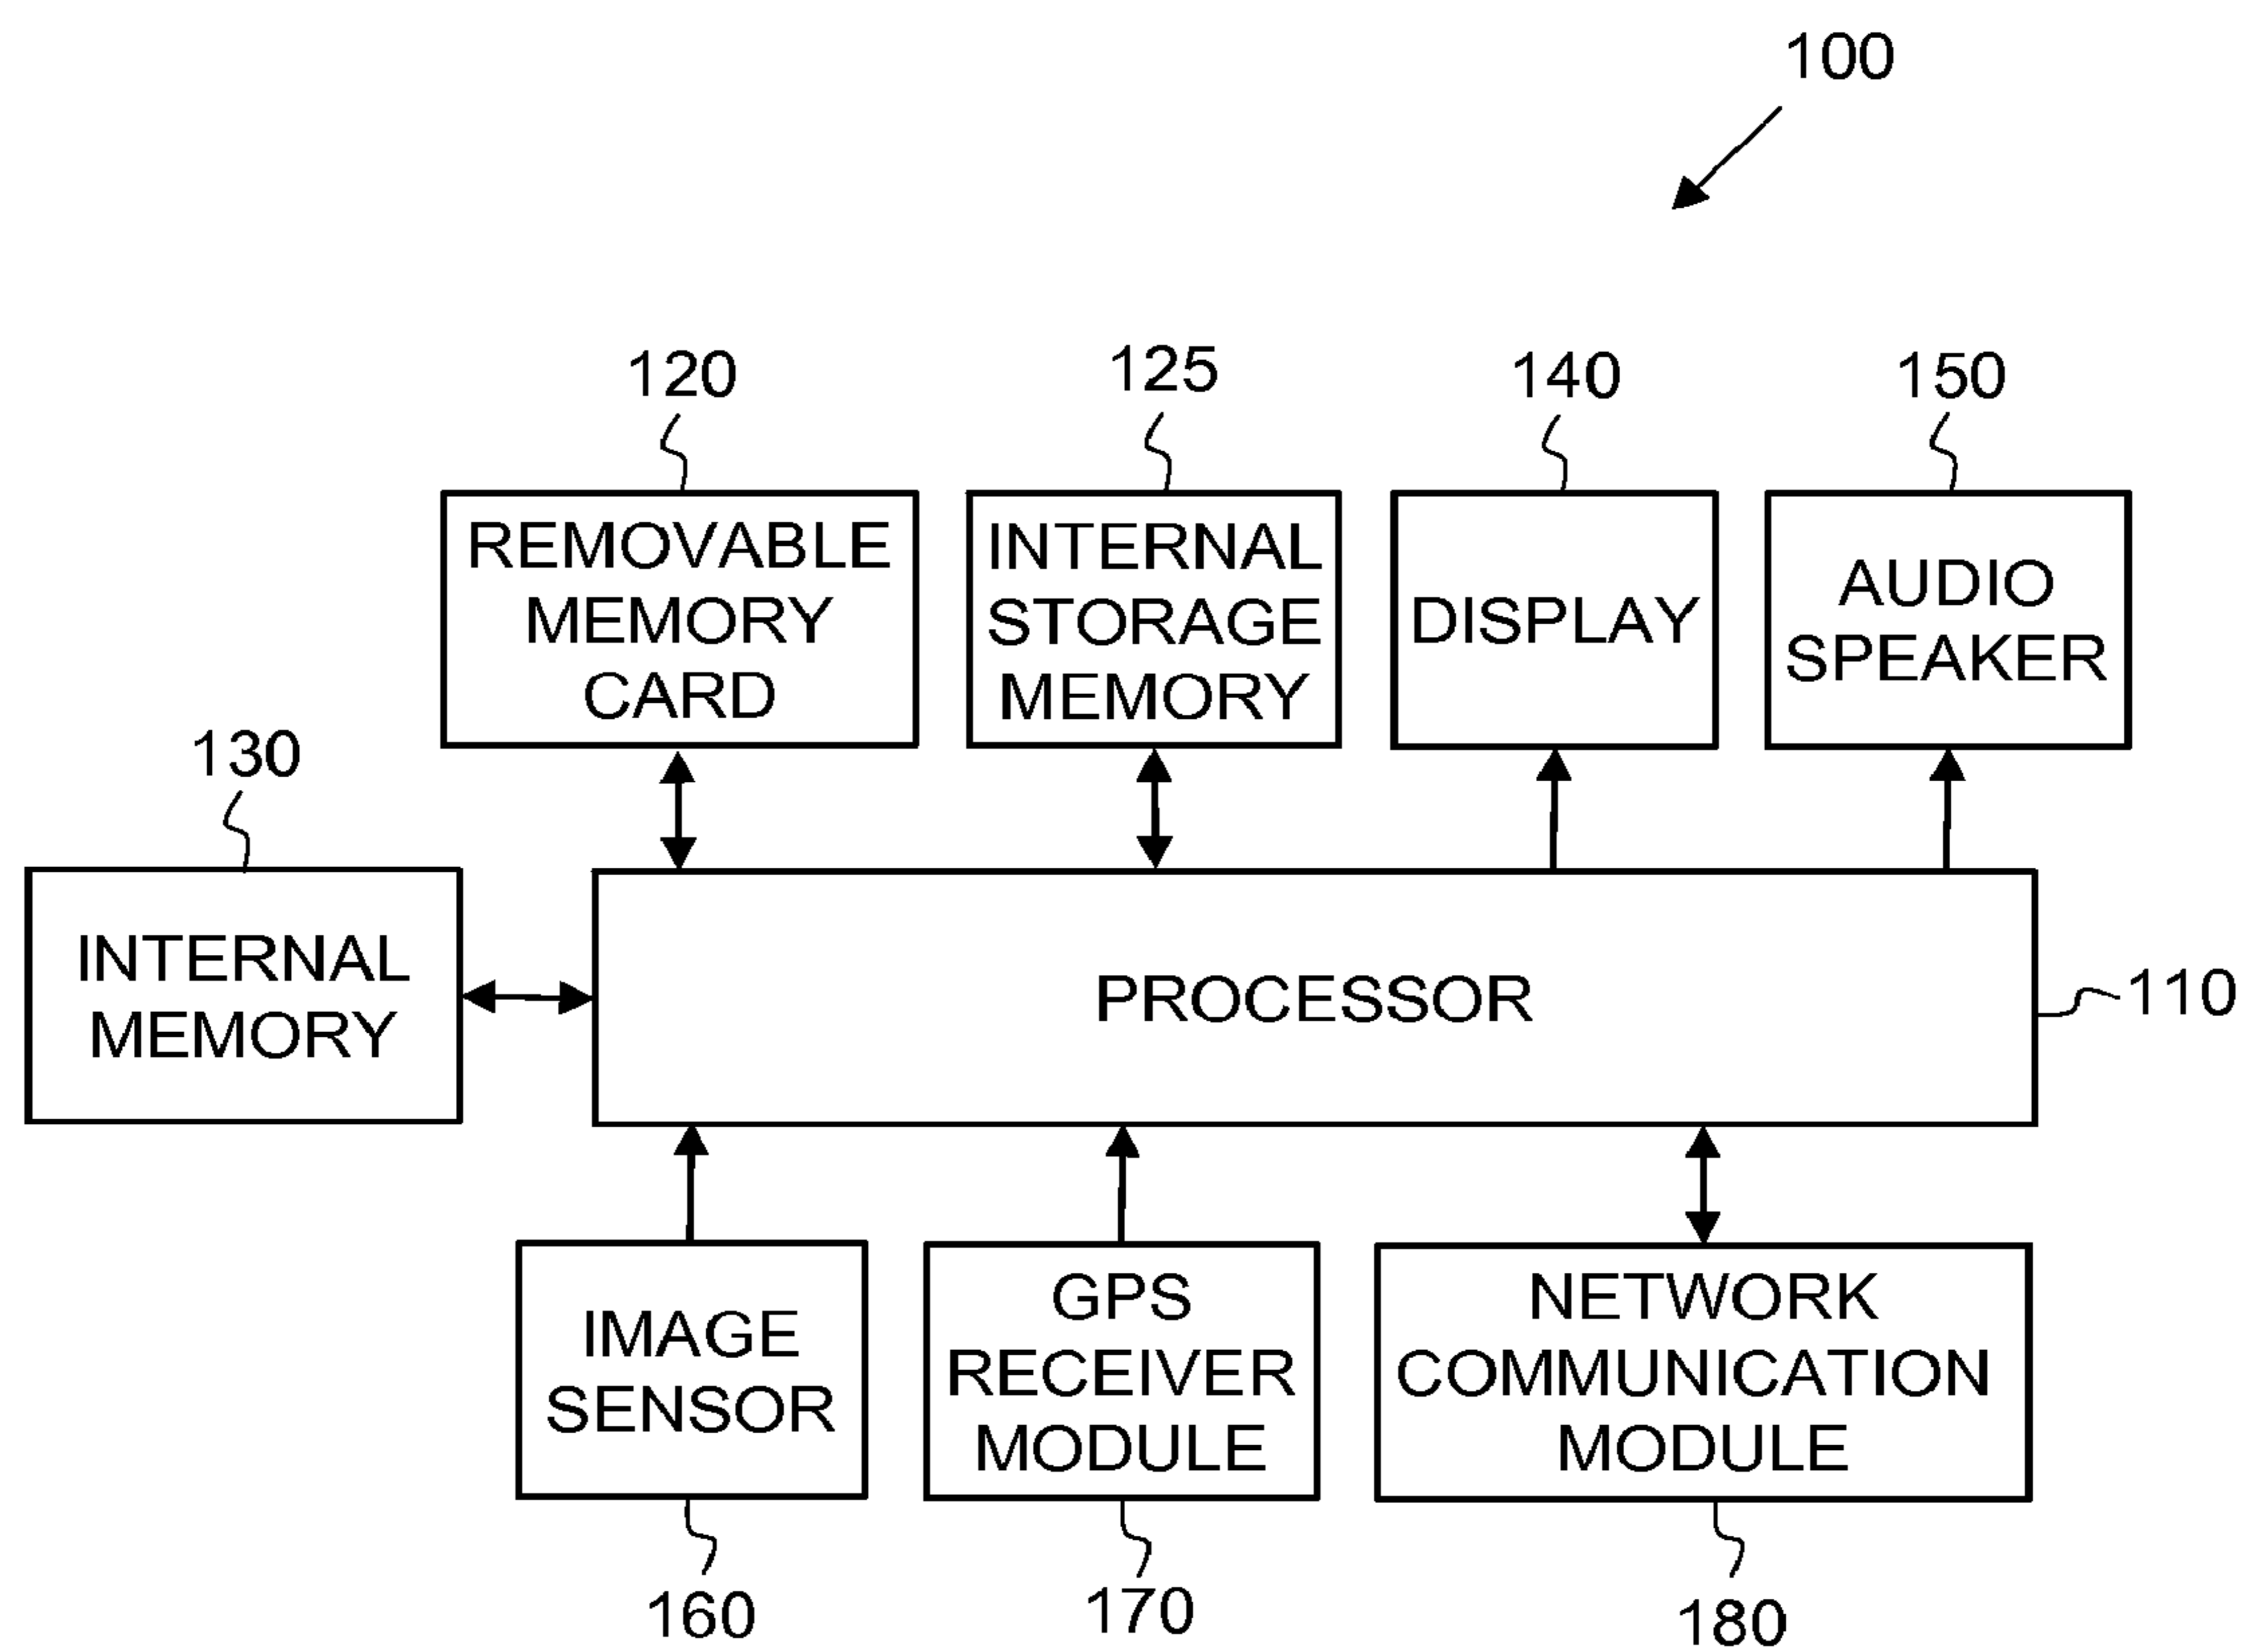 100
120
125
140
150
REMOVABLE
MEMORY
CARD
INTERNAL
STORAGE
MEMORY
DISPLAY
AUDIO
SPEAKER
130
INTERNAL
MEMORY
PROCESSOR
110
IMAGE
SENSOR
GPS
RECEIVER
MODULE
NETWORK
COMMUNICATION
MODULE
160
170
180